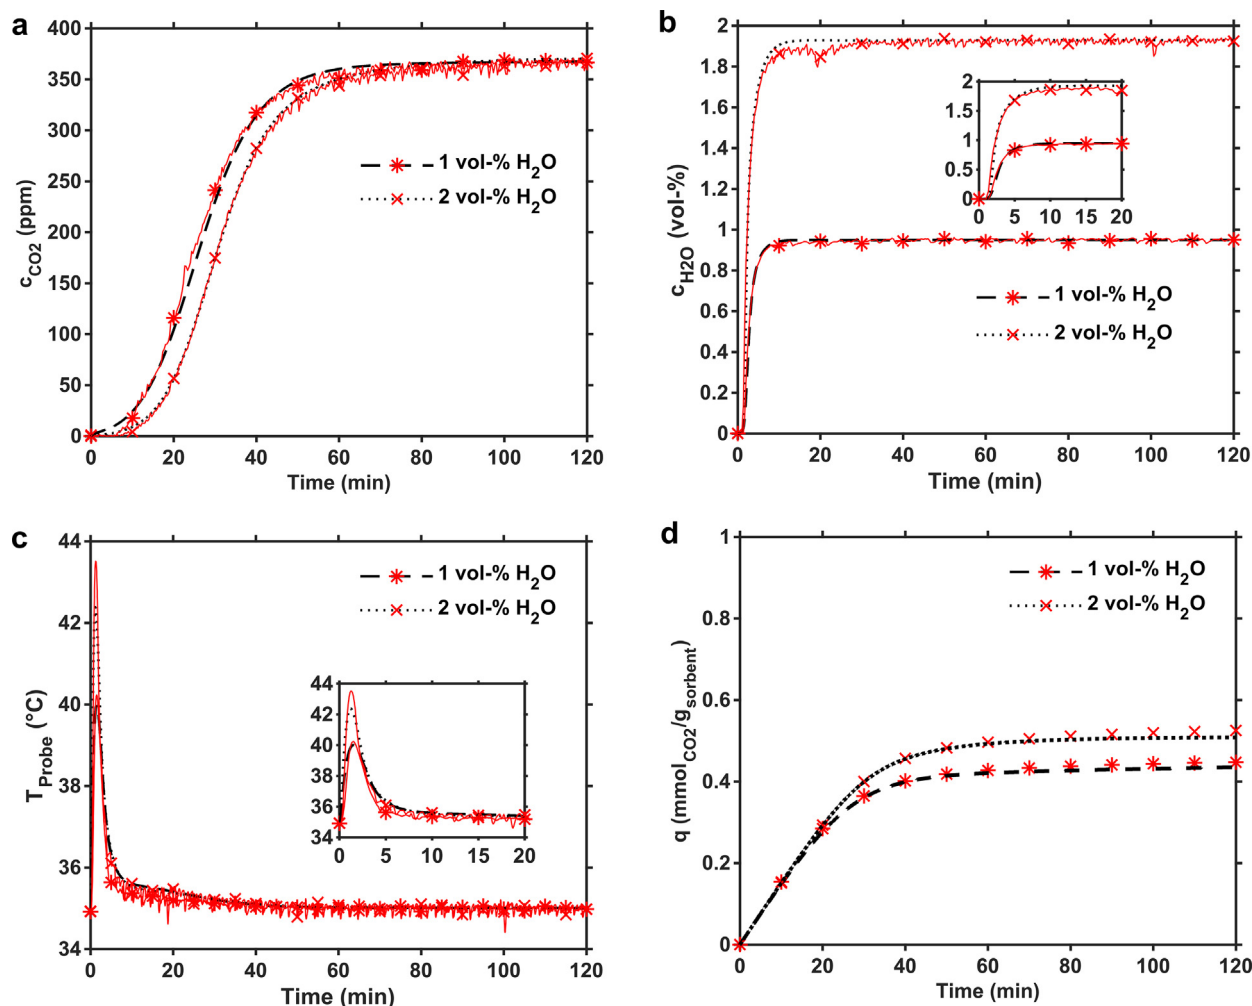 a
400
350
300
250
200
150
100
50
0
c_CO2 (ppm)
1 vol-% H2O
2 vol-% H2O
0 20 40 60 80 100 120
Time (min)
b
2
1.8
1.6
1.4
1.2
1
0.8
0.6
0.4
0.2
0
c_H2O (vol-%)
2
1.5
1
0.5
0
0 5 10 15 20
1 vol-% H2O
2 vol-% H2O
0 20 40 60 80 100 120
Time (min)
c
44
42
40
38
36
34
T_Probe (°C)
1 vol-% H2O
2 vol-% H2O
44
42
40
38
36
34
0 5 10 15 20
0 20 40 60 80 100 120
Time (min)
d
1
0.8
0.6
0.4
0.2
0
q (mmol_CO2/g_sorbent)
1 vol-% H2O
2 vol-% H2O
0 20 40 60 80 100 120
Time (min)